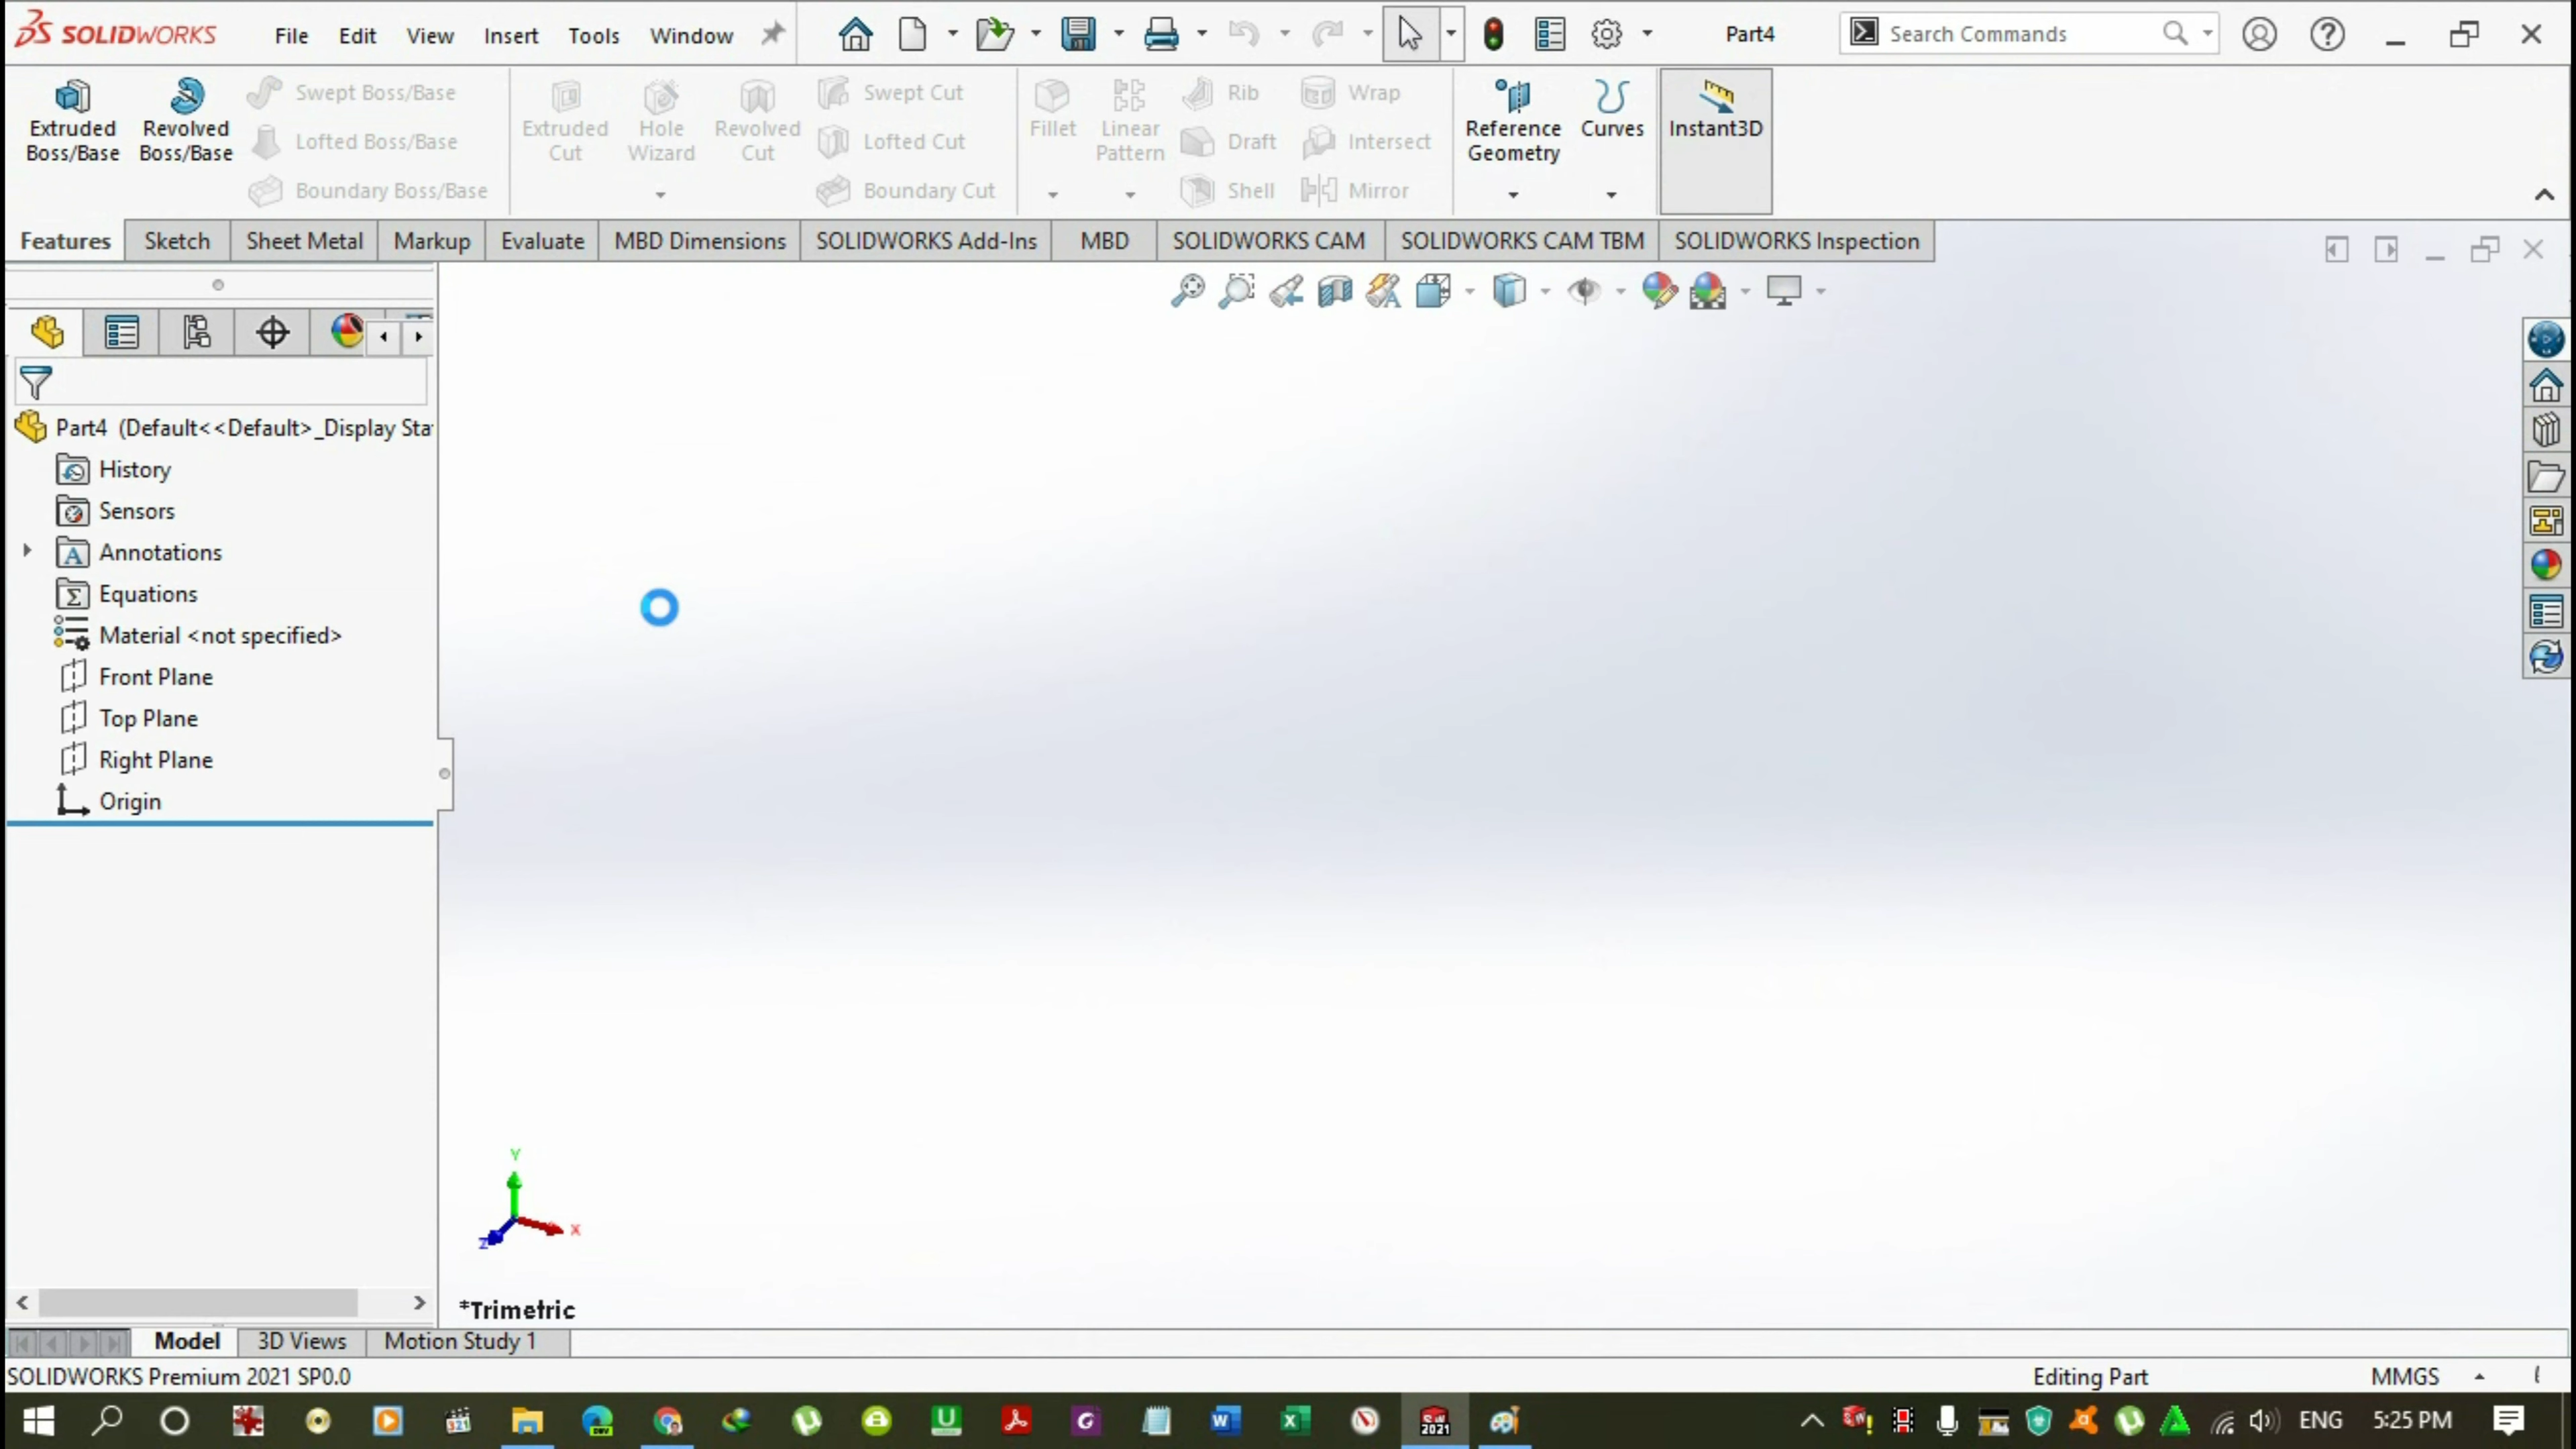 SOLIDWORKS File Edit View Insert Tools Window Part4 Search Commands
Extruded Boss/Base
Revolved Boss/Base
Swept Boss/Base
Lofted Boss/Base
Boundary Boss/Base
Extruded Cut
Hole Wizard
Revolved Cut
Swept Cut
Lofted Cut
Boundary Cut
Fillet
Linear Pattern
Rib
Draft
Shell
Wrap
Intersect
Mirror
Reference Geometry
Curves
Instant3D
Features Sketch Sheet Metal Markup Evaluate MBD Dimensions SOLIDWORKS Add-Ins MBD SOLIDWORKS CAM SOLIDWORKS CAM TBM SOLIDWORKS Inspection
Part4 (Default<<Default>_Display Sta
History
Sensors
Annotations
Equations
Material <not specified>
Front Plane
Top Plane
Right Plane
Origin
Y
X
Z
*Trimetric
Model 3D Views Motion Study 1
SOLIDWORKS Premium 2021 SP0.0 Editing Part MMGS
ENG 5:25 PM